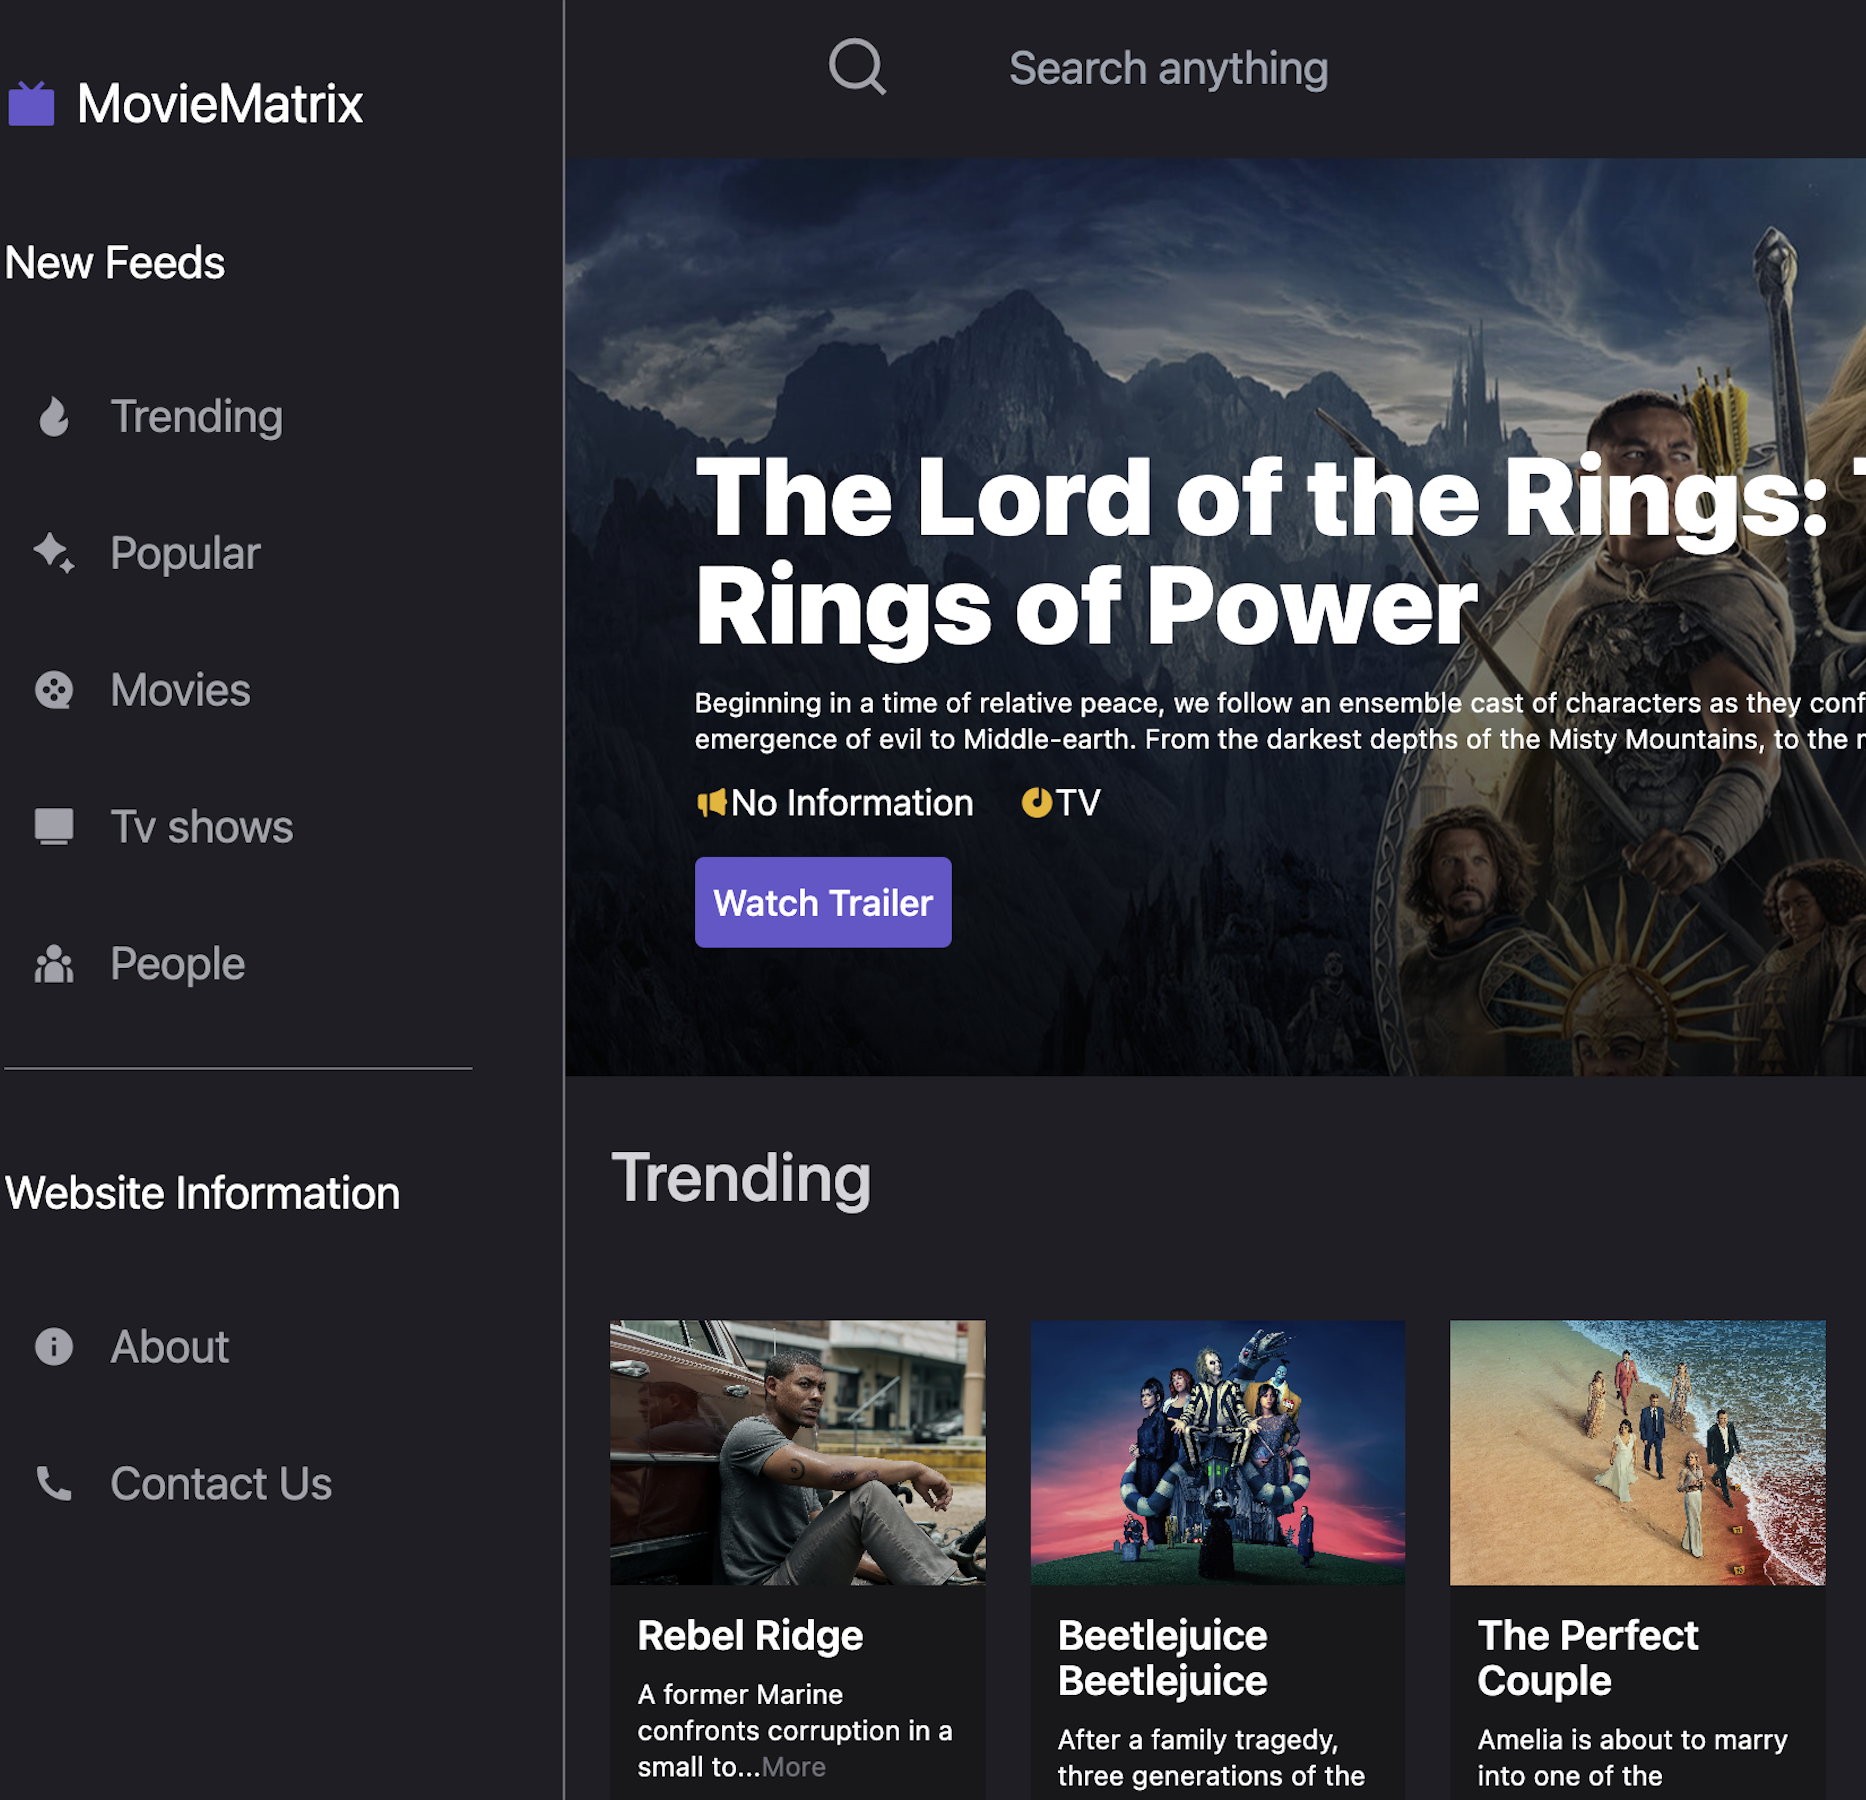 MovieMatrix
New Feeds
Trending
Popular
Movies
Tv shows
People
Website Information
About
Contact Us
Search anything
The Lord of the Rings:
Rings of Power
Beginning in a time of relative peace, we follow an ensemble cast of characters as they
emergence of evil to Middle-earth. From the darkest depths of the Misty Mountains, to the
No Information
TV
Watch Trailer
Trending
Rebel Ridge
A former Marine
confronts corruption in a
small to...More
Beetlejuice
Beetlejuice
After a family tragedy,
three generations of the
The Perfect
Couple
Amelia is about to marry
into one of the